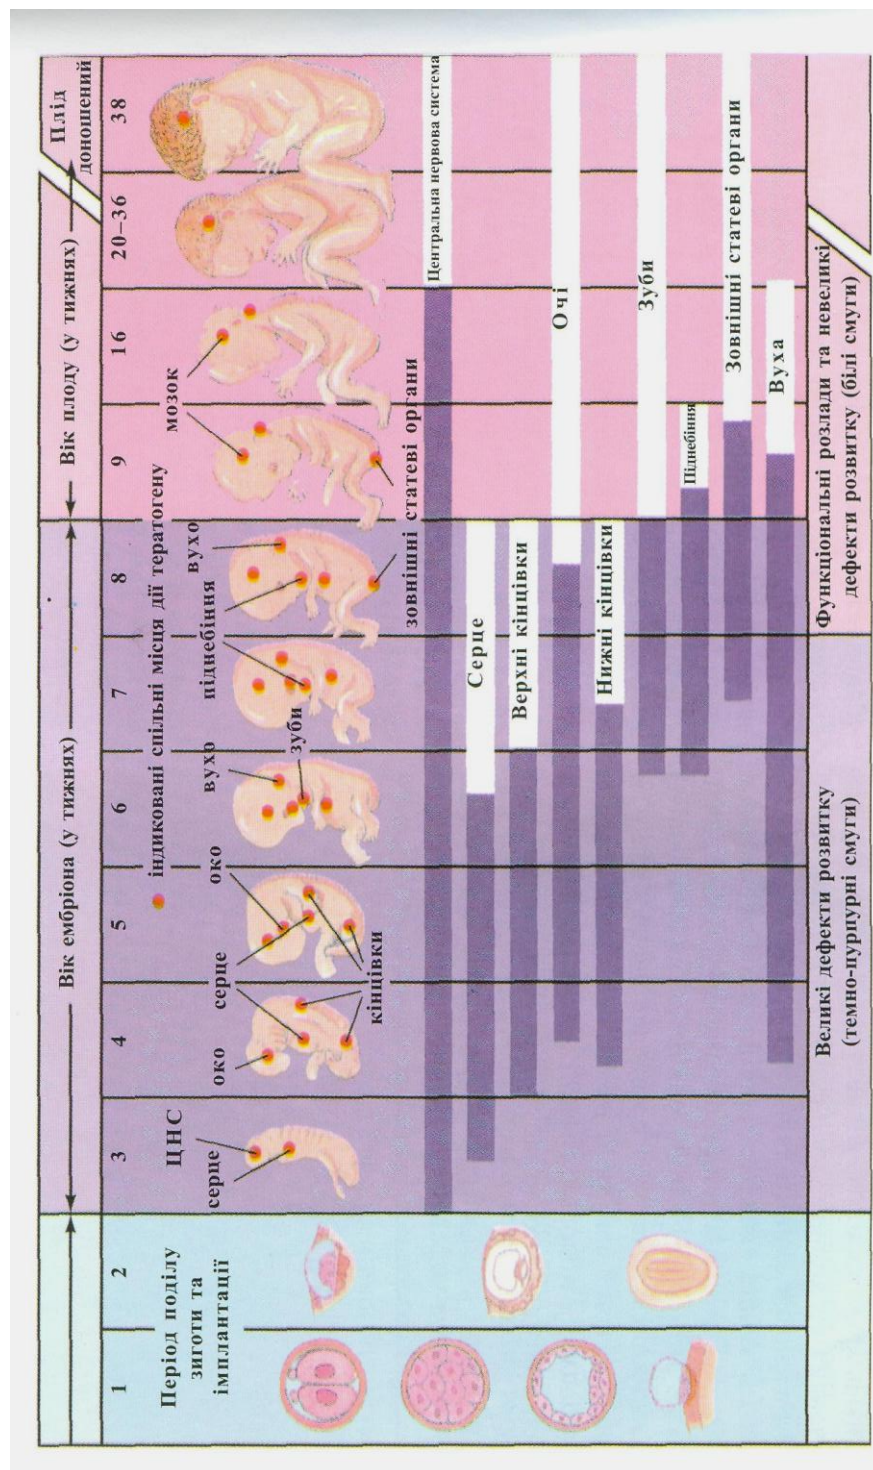 Вік ембріона (у тижнях)
Вік плоду (у тижнях)
Плід
доношений
1
2
3
4
5
6
7
8
9
16
20–36
38
Період поділу
зиготи та
імплантації
індиковані спільні місця дії тератогену
ЦНС
серце
око
серце
кінцівки
око
вухо
зуби
піднебіння
вухо
мозок
зовнішні статеві органи
Центральна нервова система
Серце
Верхні кінцівки
Очі
Нижні кінцівки
Зуби
Піднебіння
Зовнішні статеві органи
Вуха
Великі дефекти розвитку
(темно-пурпурні смуги)
Функціональні розлади та невеликі
дефекти розвитку (білі смуги)